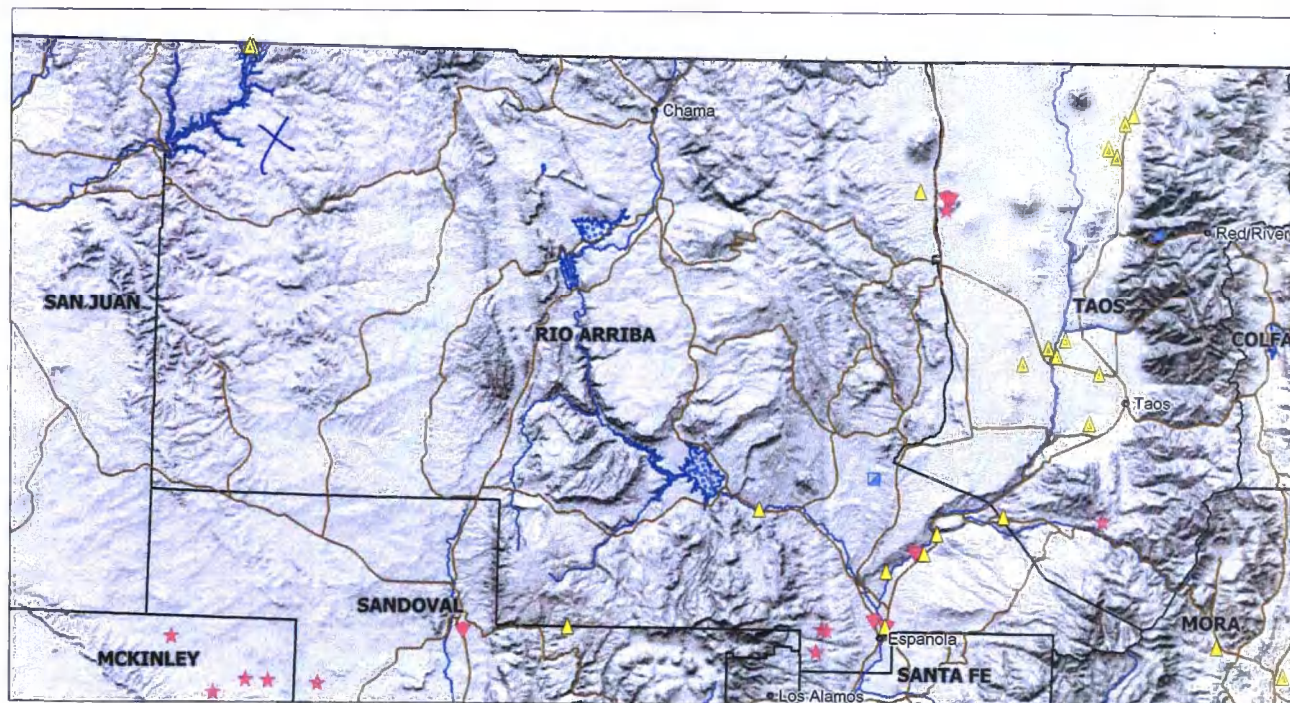 Chama
Red River
SAN JUAN
TAOS
RIO ARRIBA
COLFA
Taos
SANDOVAL
MORA
MCKINLEY
Espanola
SANTA FE
Los Alamos
X